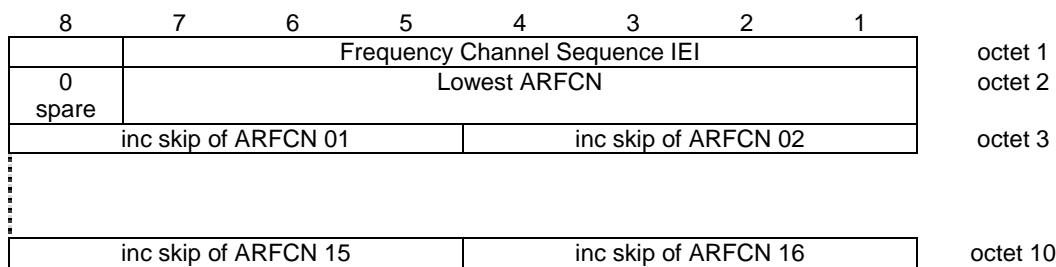 8 7 6 5 4 3 2 1
Frequency Channel Sequence IEI octet 1
0 Lowest ARFCN octet 2
spare
inc skip of ARFCN 01 inc skip of ARFCN 02 octet 3
inc skip of ARFCN 15 inc skip of ARFCN 16 octet 10